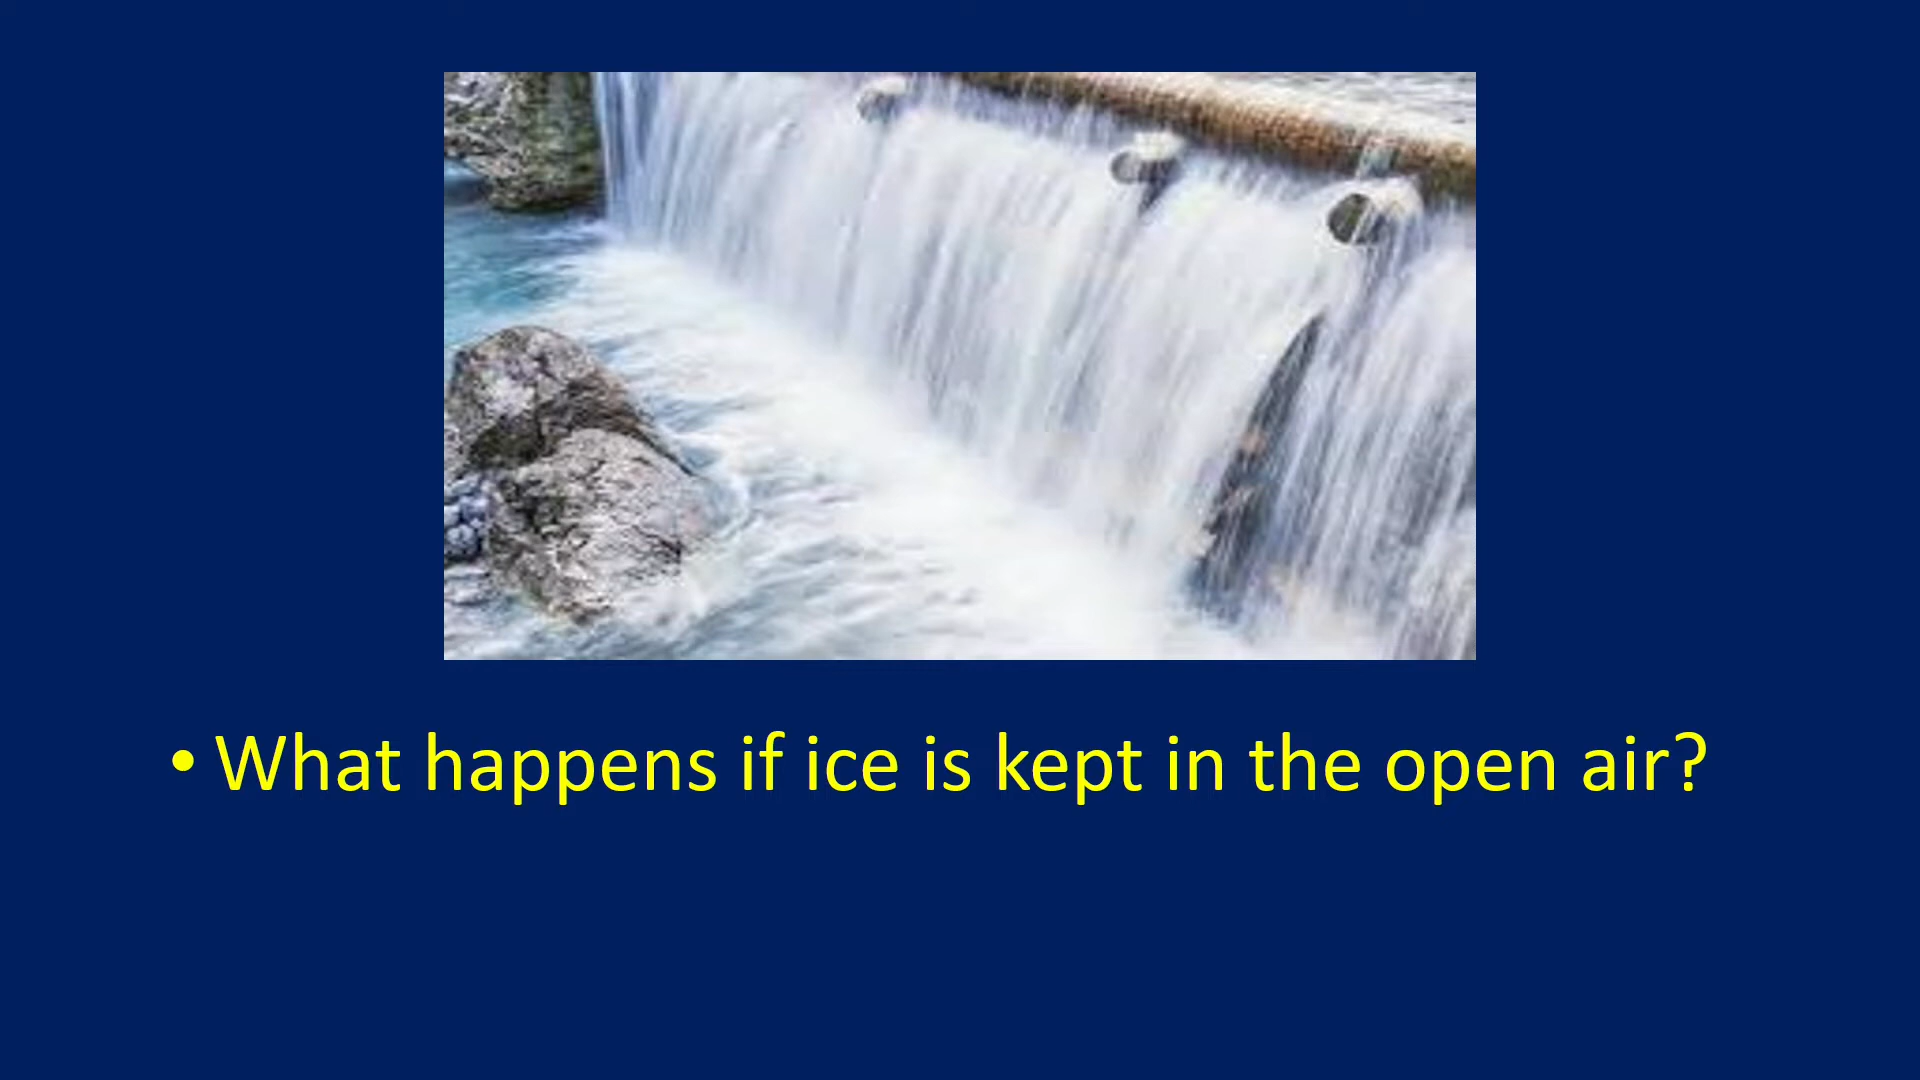 • What happens if ice is kept in the open air?